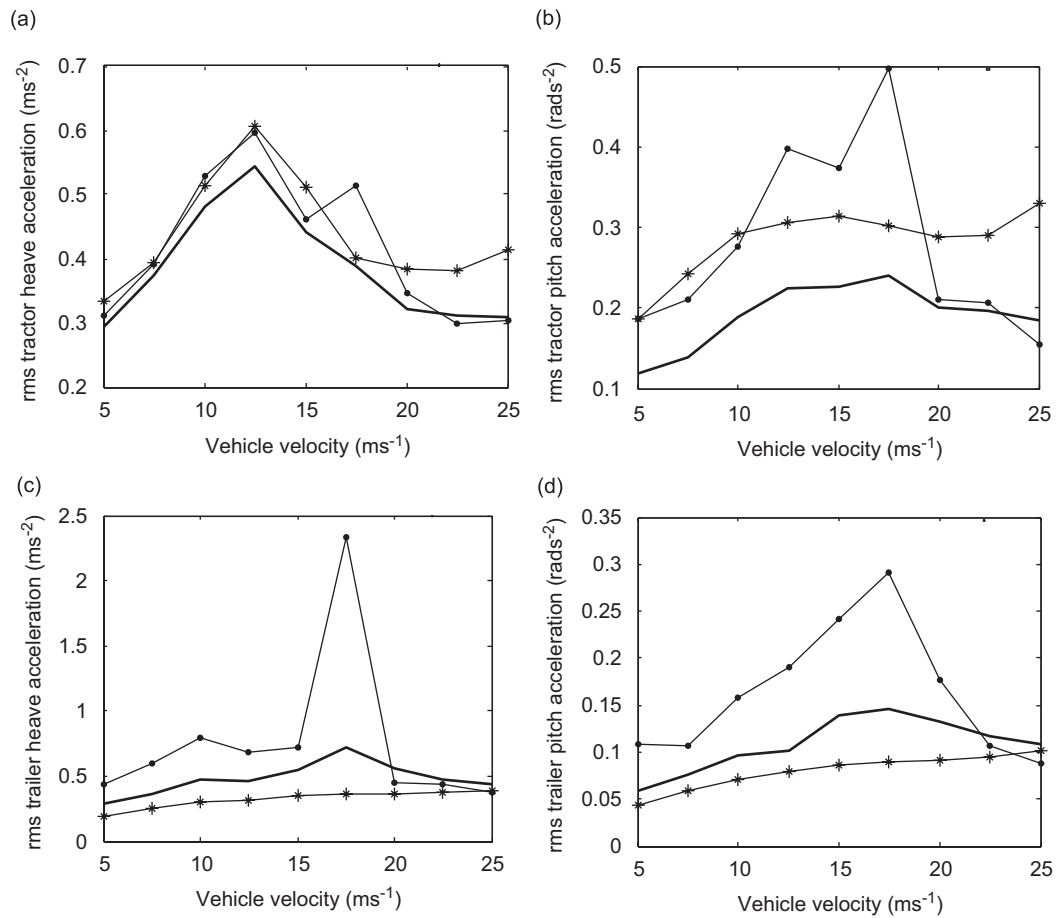 (a)
rms tractor heave acceleration (ms-2)
0.7
0.6
0.5
0.4
0.3
0.2
5 10 15 20 25
Vehicle velocity (ms-1)
(b)
rms tractor pitch acceleration (rads-2)
0.5
0.4
0.3
0.2
0.1
5 10 15 20 25
Vehicle velocity (ms-1)
(c)
rms trailer heave acceleration (ms-2)
2.5
2
1.5
1
0.5
0
5 10 15 20 25
Vehicle velocity (ms-1)
(d)
rms trailer pitch acceleration (rads-2)
0.35
0.3
0.25
0.2
0.15
0.1
0.05
0
5 10 15 20 25
Vehicle velocity (ms-1)